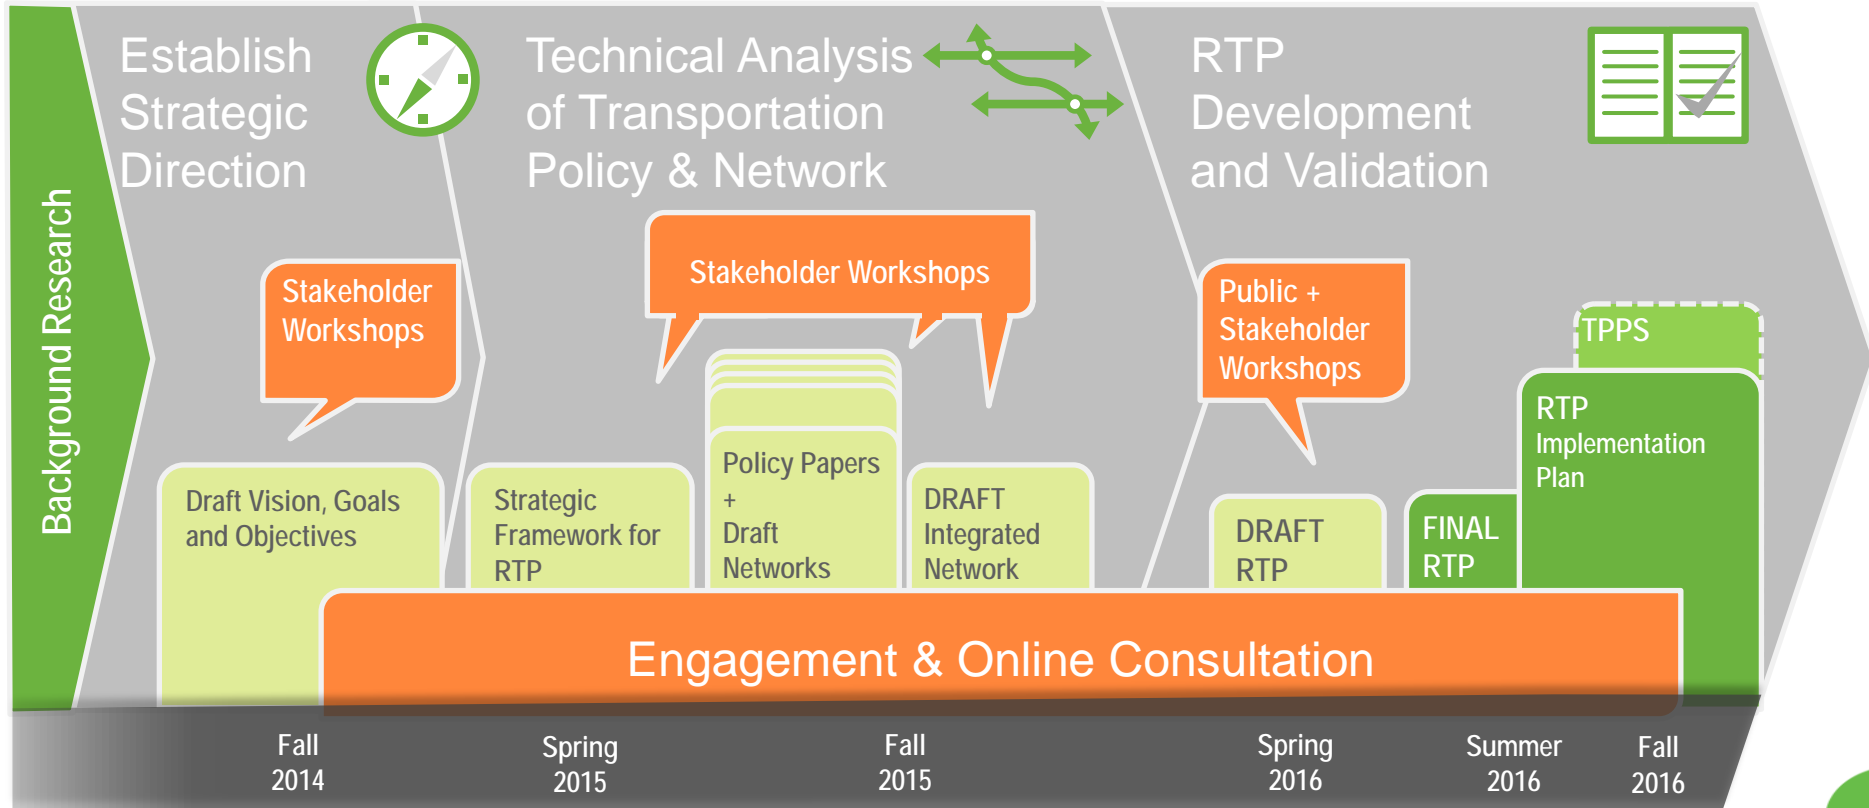 Background Research
Establish
Strategic
Direction
Technical Analysis
of Transportation
Policy & Network
RTP
Development
and Validation
Stakeholder
Workshops
Stakeholder Workshops
Public +
Stakeholder
Workshops
TPPS
Draft Vision, Goals
and Objectives
Strategic
Framework for
RTP
Policy Papers
+
Draft
Networks
DRAFT
Integrated
Network
DRAFT
RTP
FINAL
RTP
RTP
Implementation
Plan
Engagement & Online Consultation
Fall
2014
Spring
2015
Fall
2015
Spring
2016
Summer
2016
Fall
2016